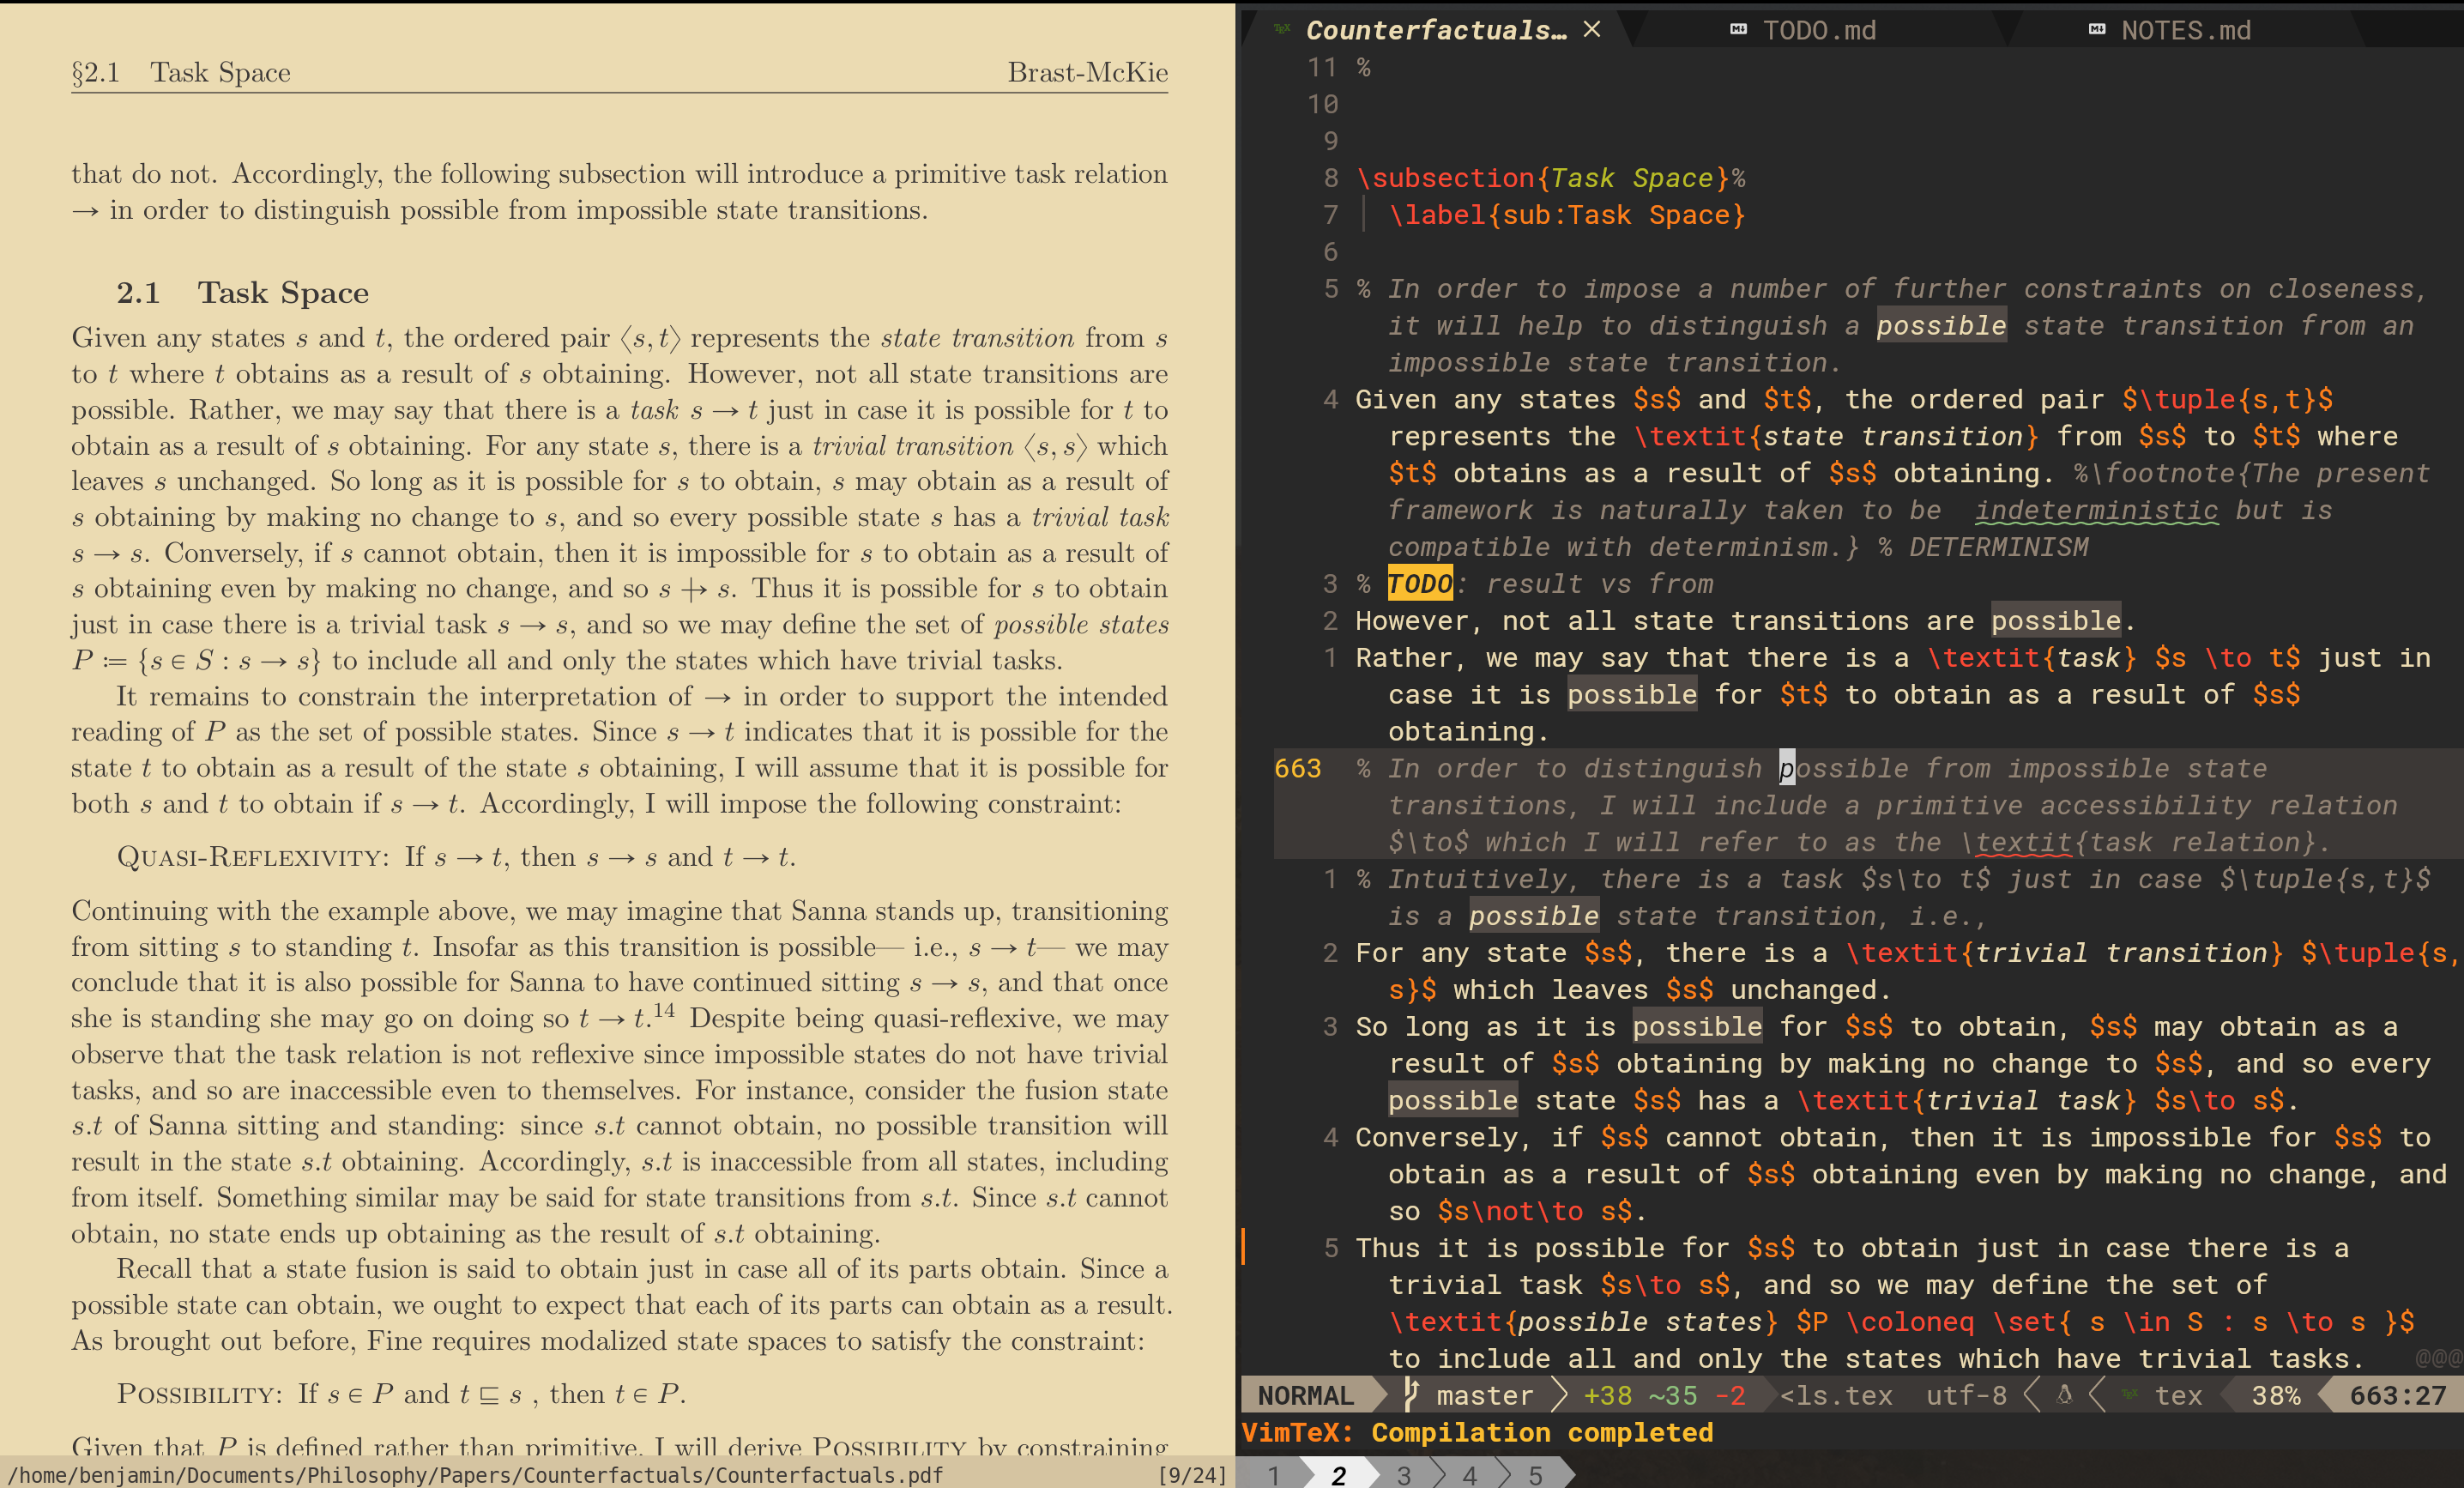 §2.1 Task Space Brast-McKie
that do not. Accordingly, the following subsection will introduce a primitive task relation
→ in order to distinguish possible from impossible state transitions.
2.1 Task Space
Given any states s and t, the ordered pair ⟨s, t⟩ represents the state transition from s
to t where t obtains as a result of s obtaining. However, not all state transitions are
possible. Rather, we may say that there is a task s → t just in case it is possible for t to
obtain as a result of s obtaining. For any state s, there is a trivial transition ⟨s, s⟩ which
leaves s unchanged. So long as it is possible for s to obtain, s may obtain as a result of
s obtaining by making no change to s, and so every possible state s has a trivial task
s → s. Conversely, if s cannot obtain, then it is impossible for s to obtain as a result of
s obtaining even by making no change, and so s ↛ s. Thus it is possible for s to obtain
just in case there is a trivial task s → s, and so we may define the set of possible states
P ≔ {s ∈ S : s → s} to include all and only the states which have trivial tasks.
It remains to constrain the interpretation of → in order to support the intended
reading of P as the set of possible states. Since s → t indicates that it is possible for the
state t to obtain as a result of the state s obtaining, I will assume that it is possible for
both s and t to obtain if s → t. Accordingly, I will impose the following constraint:
QUASI-REFLEXIVITY: If s → t, then s → s and t → t.
Continuing with the example above, we may imagine that Sanna stands up, transitioning
from sitting s to standing t. Insofar as this transition is possible— i.e., s → t— we may
conclude that it is also possible for Sanna to have continued sitting s → s, and that once
she is standing she may go on doing so t → t.14 Despite being quasi-reflexive, we may
observe that the task relation is not reflexive since impossible states do not have trivial
tasks, and so are inaccessible even to themselves. For instance, consider the fusion state
s.t of Sanna sitting and standing: since s.t cannot obtain, no possible transition will
result in the state s.t obtaining. Accordingly, s.t is inaccessible from all states, including
from itself. Something similar may be said for state transitions from s.t. Since s.t cannot
obtain, no state ends up obtaining as the result of s.t obtaining.
Recall that a state fusion is said to obtain just in case all of its parts obtain. Since a
possible state can obtain, we ought to expect that each of its parts can obtain as a result.
As brought out before, Fine requires modalized state spaces to satisfy the constraint:
POSSIBILITY: If s ∈ P and t ⊑ s , then t ∈ P.
Given that P is defined rather than primitive, I will derive POSSIBILITY by constraining
/home/benjamin/Documents/Philosophy/Papers/Counterfactuals/Counterfactuals.pdf [9/24]
Counterfactuals… × TODO.md NOTES.md
11 %
10
9
8 \subsection{Task Space}%
7 \label{sub:Task Space}
6
5 % In order to impose a number of further constraints on closeness,
it will help to distinguish a possible state transition from an
impossible state transition.
4 Given any states $s$ and $t$, the ordered pair $\tuple{s,t}$
represents the \textit{state transition} from $s$ to $t$ where
$t$ obtains as a result of $s$ obtaining. %\footnote{The present
framework is naturally taken to be  indeterministic but is
compatible with determinism.} % DETERMINISM
3 % TODO: result vs from
2 However, not all state transitions are possible.
1 Rather, we may say that there is a \textit{task} $s \to t$ just in
case it is possible for $t$ to obtain as a result of $s$
obtaining.
663 % In order to distinguish possible from impossible state
transitions, I will include a primitive accessibility relation
$\to$ which I will refer to as the \textit{task relation}.
1 % Intuitively, there is a task $s\to t$ just in case $\tuple{s,t}$
is a possible state transition, i.e.,
2 For any state $s$, there is a \textit{trivial transition} $\tuple{s,
s}$ which leaves $s$ unchanged.
3 So long as it is possible for $s$ to obtain, $s$ may obtain as a
result of $s$ obtaining by making no change to $s$, and so every
possible state $s$ has a \textit{trivial task} $s\to s$.
4 Conversely, if $s$ cannot obtain, then it is impossible for $s$ to
obtain as a result of $s$ obtaining even by making no change, and
so $s\not\to s$.
5 Thus it is possible for $s$ to obtain just in case there is a
trivial task $s\to s$, and so we may define the set of
\textit{possible states} $P \coloneq \set{ s \in S : s \to s }$
to include all and only the states which have trivial tasks. @@@
NORMAL master +38 ~35 -2 <ls.tex utf-8 tex 38% 663:27
VimTeX: Compilation completed
1 2 3 4 5